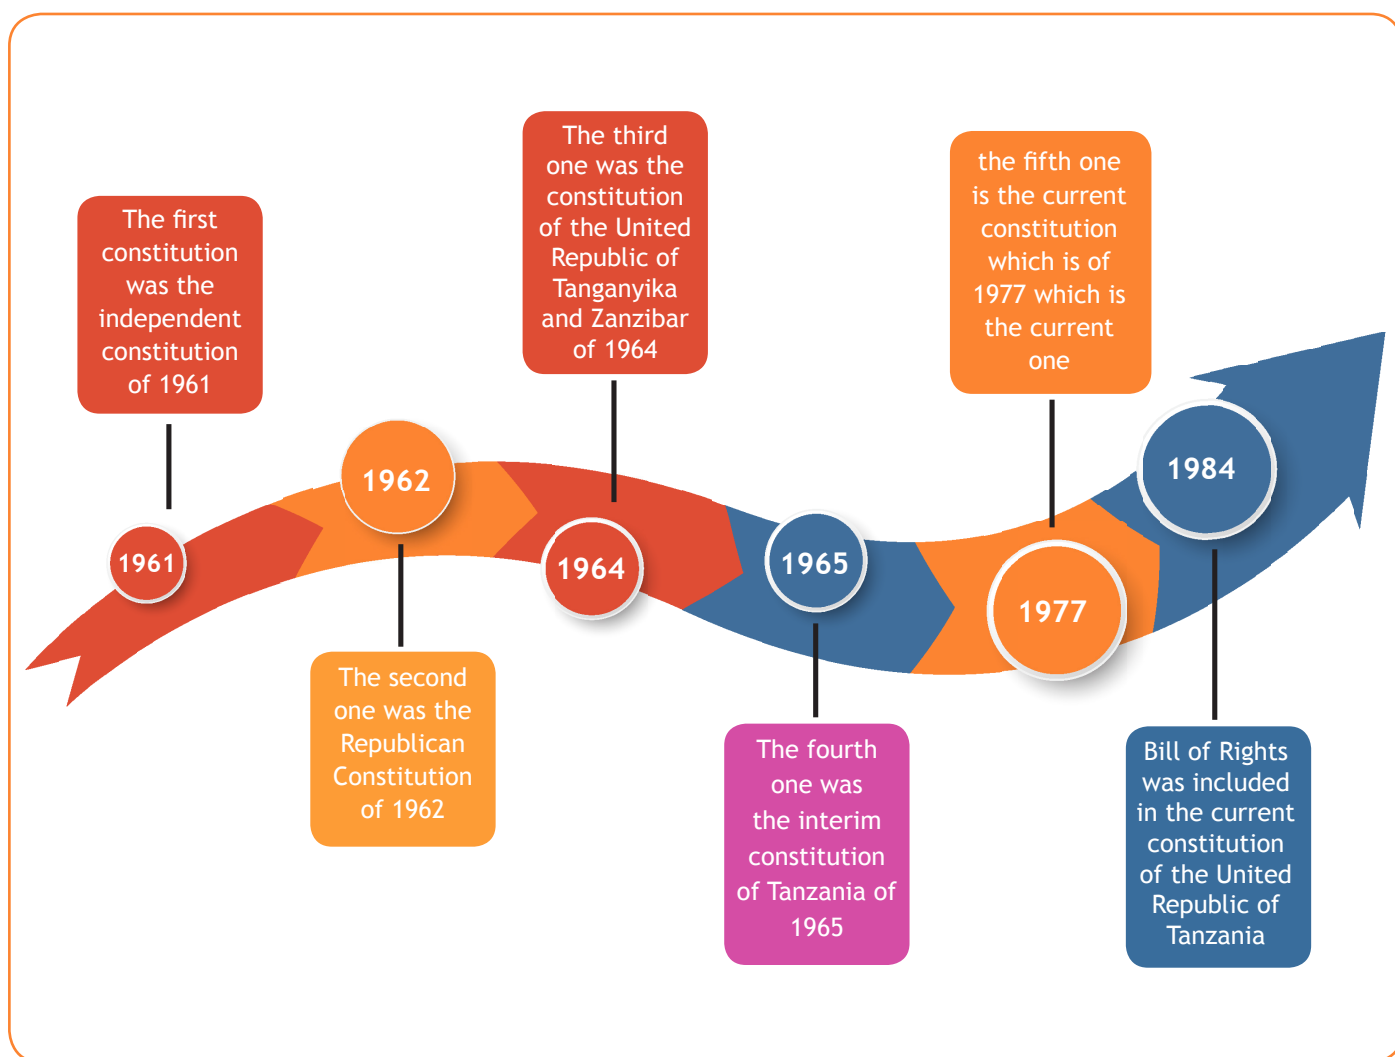 The first
constitution
was the
independent
constitution
of 1961
1961
1962
The second
one was the
Republican
Constitution
of 1962
The third
one was the
constitution
of the United
Republic of
Tanganyika
and Zanzibar
of 1964
1964
1965
The fourth
one was
the interim
constitution
of Tanzania of
1965
the fifth one
is the current
constitution
which is of
1977 which is
the current
one
1977
1984
Bill of Rights
was included
in the current
constitution
of the United
Republic of
Tanzania